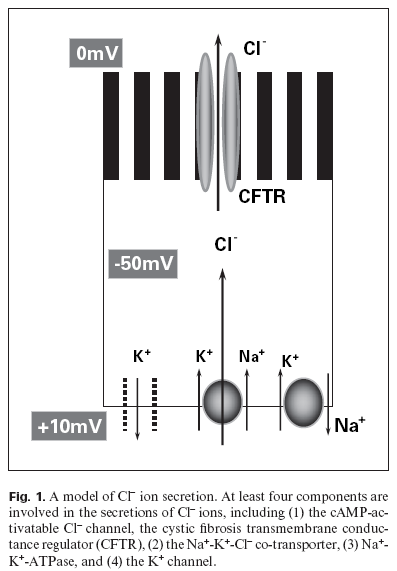 0mV
Cl⁻
CFTR
Cl⁻
-50mV
K⁺ K⁺ Na⁺ K⁺
+10mV
Na⁺
Fig. 1. A model of Cl⁻ ion secretion. At least four components are
involved in the secretions of Cl⁻ ions, including (1) the cAMP-ac-
tivatable Cl⁻ channel, the cystic fibrosis transmembrane conduc-
tance regulator (CFTR), (2) the Na⁺-K⁺-Cl⁻ co-transporter, (3) Na⁺-
K⁺-ATPase, and (4) the K⁺ channel.